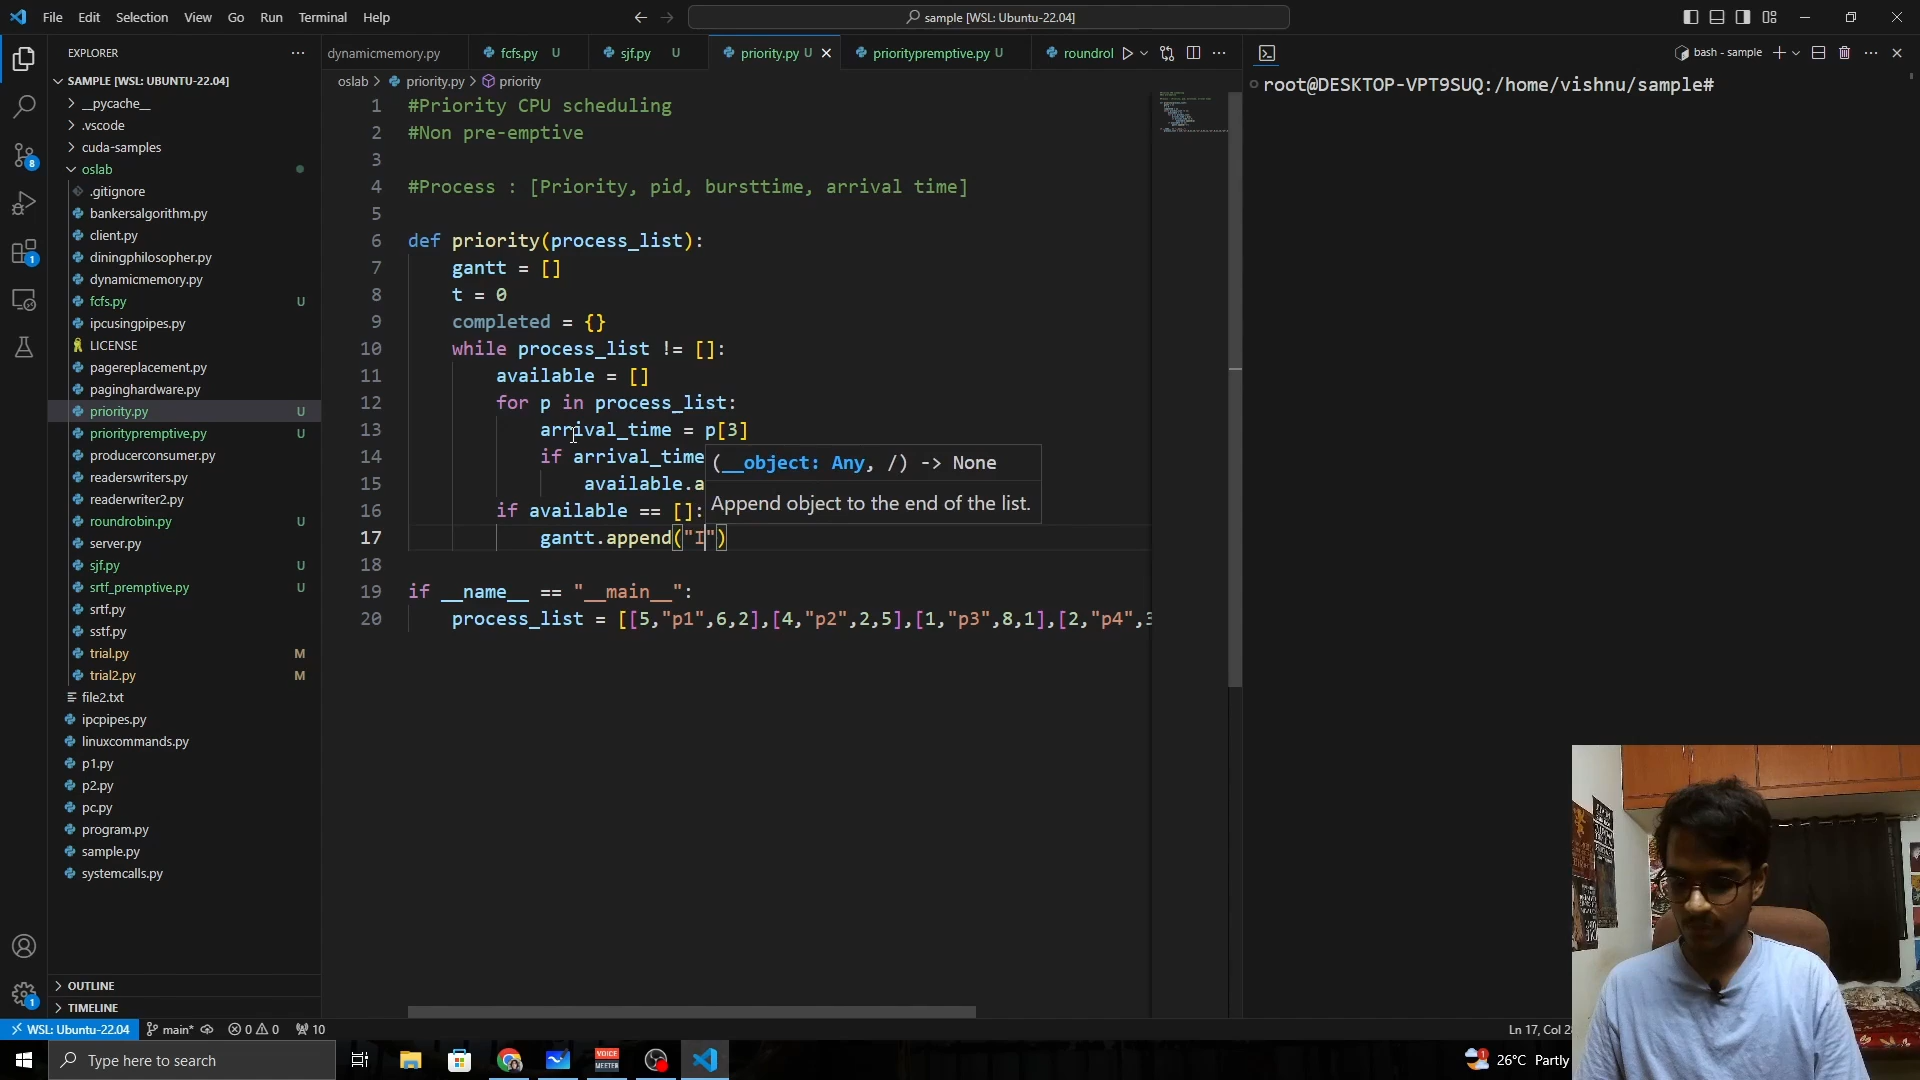 File Edit Selection View Go Run Terminal Help
sample [WSL: Ubuntu-22.04]
EXPLORER
SAMPLE [WSL: UBUNTU-22.04]
__pycache__
.vscode
cuda-samples
oslab
.gitignore
bankersalgorithm.py
client.py
diningphilosopher.py
dynamicmemory.py
fcfs.py U
ipcusingpipes.py
LICENSE
pagereplacement.py
paginghardware.py
priority.py U
prioritypremptive.py U
producerconsumer.py
readerswriters.py
readerwriter2.py
roundrobin.py U
server.py
sjf.py U
srtf_premptive.py U
srtf.py
sstf.py
trial.py M
trial2.py M
file2.txt
ipcpipes.py
linuxcommands.py
p1.py
p2.py
pc.py
program.py
sample.py
systemcalls.py
OUTLINE
TIMELINE
8
1
1
dynamicmemory.py fcfs.py U sjf.py U priority.py U prioritypremptive.py U roundrol
oslab > priority.py > priority
1 #Priority CPU scheduling
2 #Non pre-emptive
3
4 #Process : [Priority, pid, bursttime, arrival time]
5
6 def priority(process_list):
7 gantt = []
8 t = 0
9 completed = {}
10 while process_list != []:
11 available = []
12 for p in process_list:
13 arrival_time = p[3]
14 if arrival_time
15 available.a
16 if available == []:
17 gantt.append("I")
18
19 if __name__ == "__main__":
20 process_list = [[5,"p1",6,2],[4,"p2",2,5],[1,"p3",8,1],[2,"p4",3
(__object: Any, /) -> None
Append object to the end of the list.
bash - sample
root@DESKTOP-VPT9SUQ:/home/vishnu/sample#
WSL: Ubuntu-22.04 main* 0 0 10
Ln 17, Col
Type here to search
VOICE
MEETER
1
26°C Partly